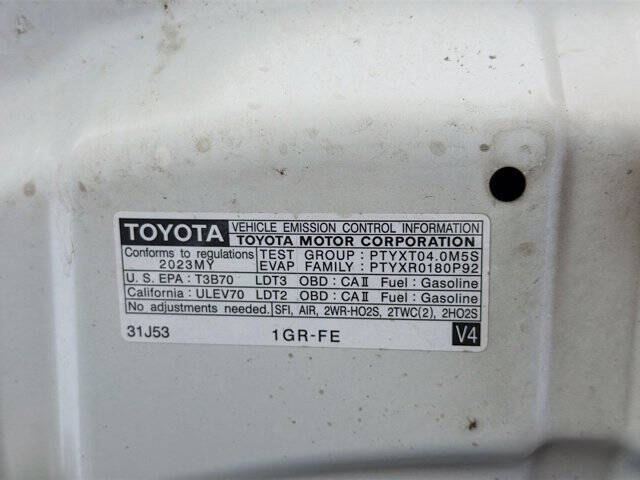 TOYOTA VEHICLE EMISSION CONTROL INFORMATION
TOYOTA MOTOR CORPORATION
Conforms to regulations TEST GROUP : PTYXT04.0M5S
2023MY EVAP FAMILY : PTYXR0180P92
U. S. EPA : T3B70 LDT3 OBD : CAⅡ Fuel : Gasoline
California : ULEV70 LDT2 OBD : CAⅡ Fuel : Gasoline
No adjustments needed. SFI, AIR, 2WR-HO2S, 2TWC(2), 2HO2S
31J53 1GR-FE V4